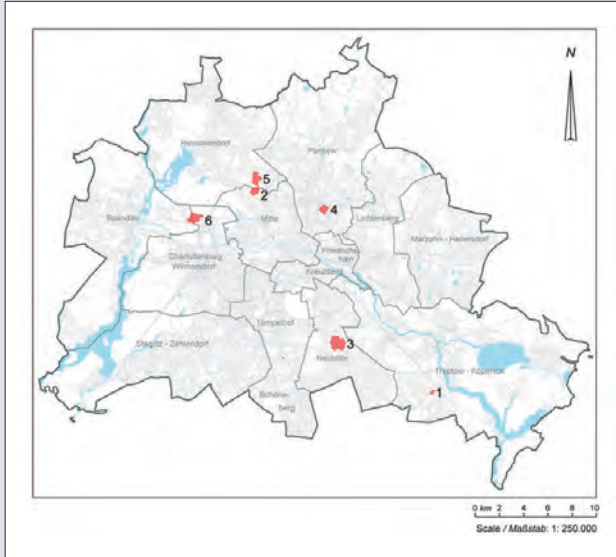 N
Reinickendorf
Pankow
5
2
4
Lichtenberg
Spandau
6
Mitte
Marzahn - Hellersdorf
Charlottenburg
Wilmersdorf
Friedrichs-
hain
Kreuzberg
Tempelhof
Steglitz - Zehlendorf
3
Neukölln
Treptow - Köpenick
1
Schöne-
berg
0 km 2 4 6 8 10
Scale / Maßstab: 1: 250.000